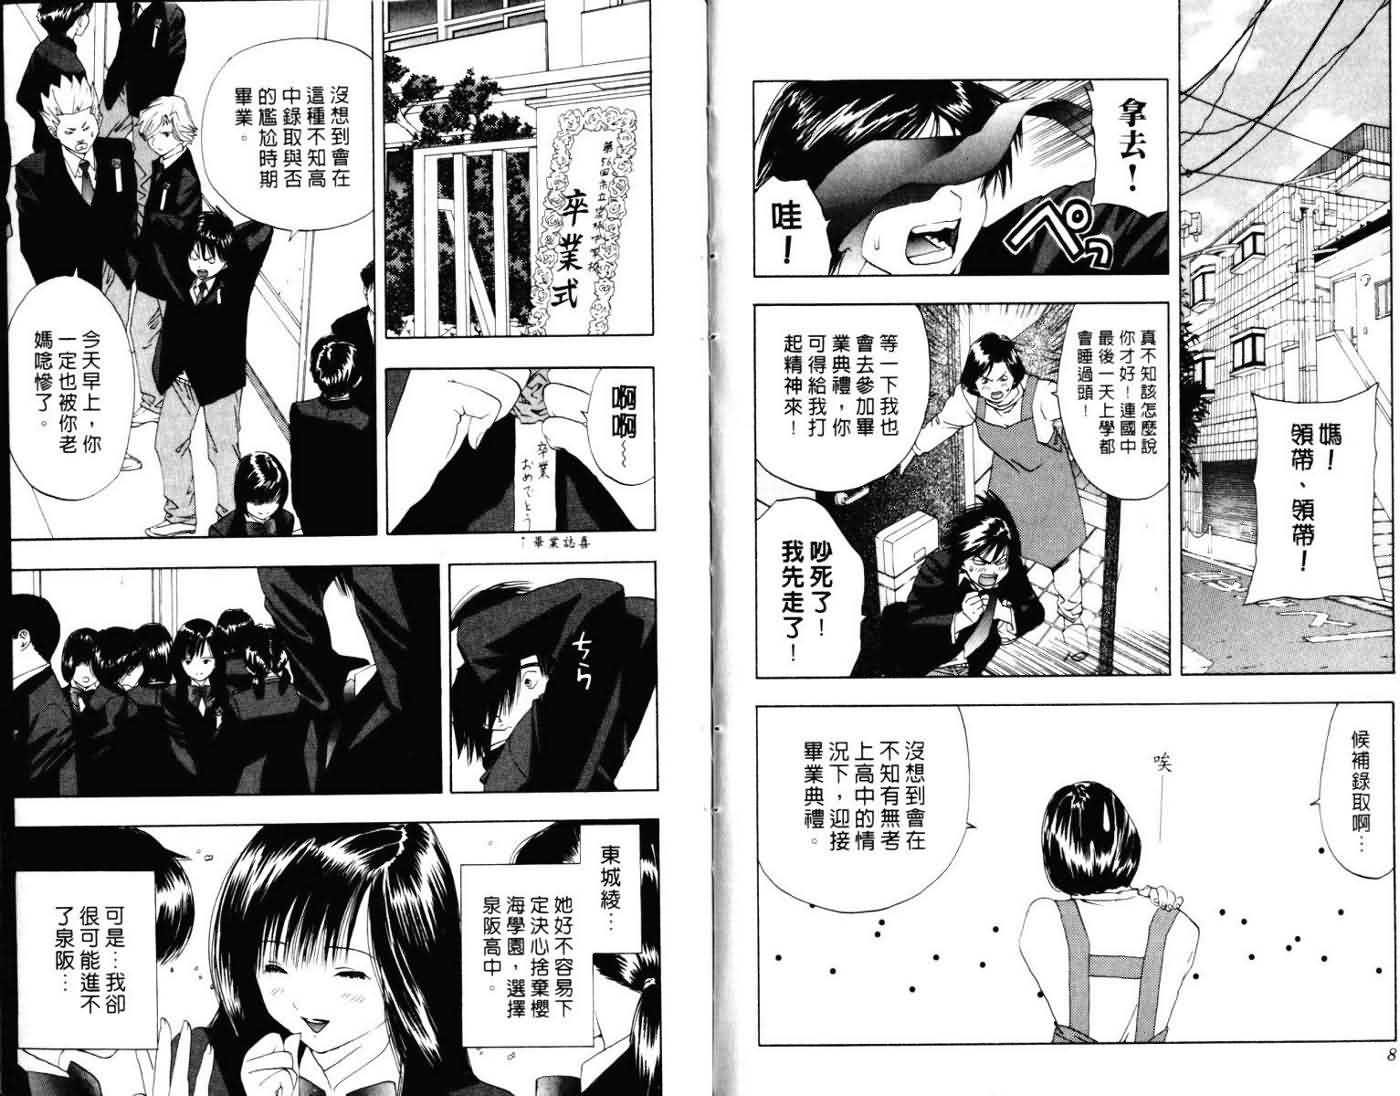 媽！
領帶、領帶！
拿去！
ペっ
哇！
真不知該怎麼說
你才好！連國中
最後一天上學都
會睡過頭！
等一下我也
會去參加畢
業典禮，你
可得給我打
起精神來！
吵死了！
我先走了！
候補錄取啊…
唉
沒想到會在
不知有無考
上高中的情
況下，迎接
畢業典禮。
8
卒業式
沒想到會在
這種不知高
中錄取與否
的尷尬時期
畢業。
今天早上，你
一定也被你老
媽唸慘了。
啊啊～
卒業
おめでとう
↑畢業誌喜
ちら
東城綾…
她好不容易下
定決心捨棄櫻
海學園，選擇
泉阪高中。
可是…我卻
很可能進不
了泉阪…